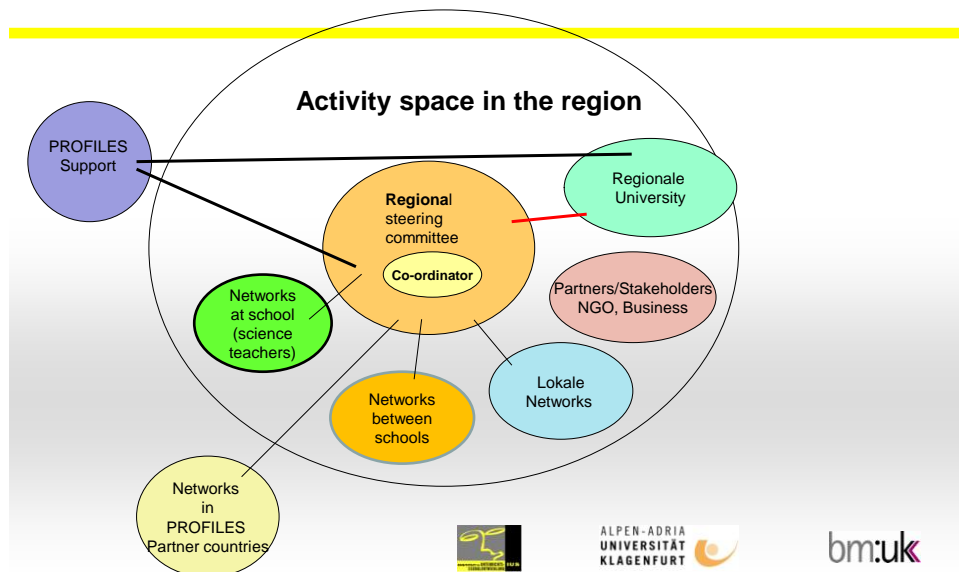 Activity space in the region
PROFILES
Support
Regionale
University
Regional
steering
committee
Co-ordinator
Partners/Stakeholders
NGO, Business
Networks
at school
(science
teachers)
Lokale
Networks
Networks
between
schools
Networks
in
PROFILES
Partner countries
ALPEN-ADRIA
UNIVERSITÄT
KLAGENFURT
bm:uk